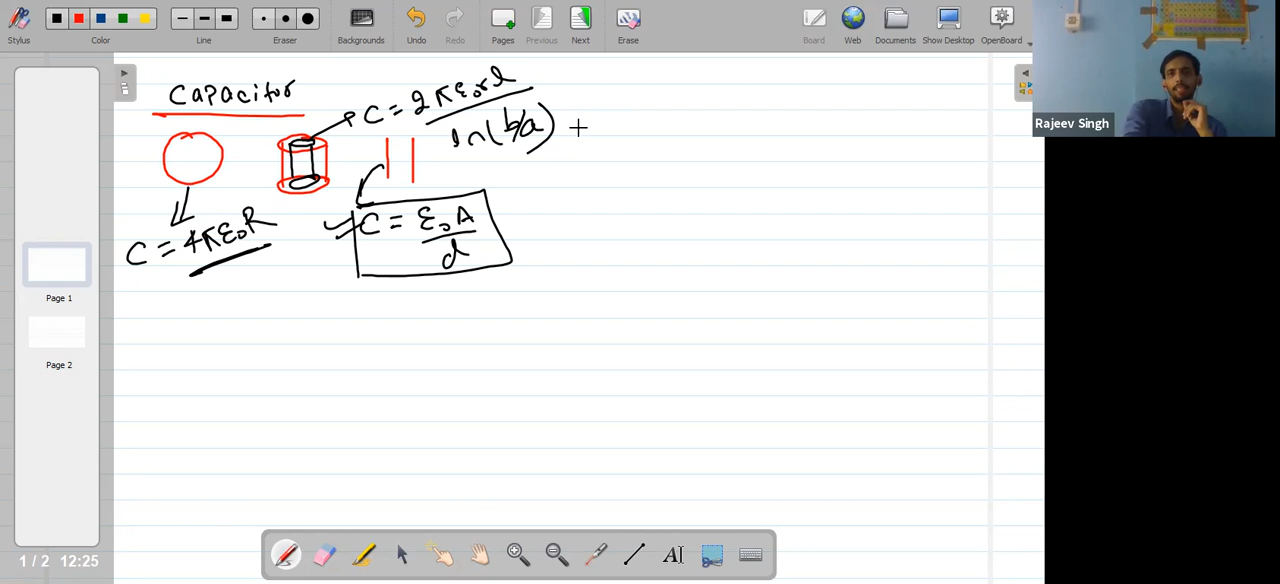 Stylus
Color
Line
Eraser
Backgrounds
Undo
Redo
Pages
Previous
Next
Erase
Board
Web
Documents
Show Desktop
OpenBoard
Rajeev Singh
Capacitor
C = 2πε₀l / ln(b/a)
C = 4πε₀R
C = ε₀A / d
Page 1
Page 2
1 / 2 12:25